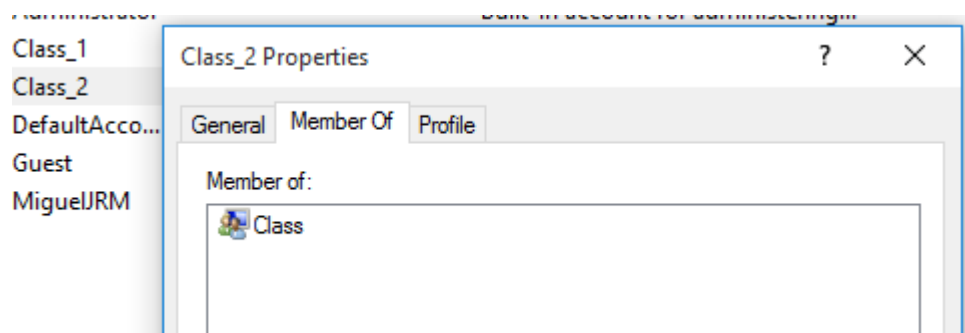 Class_1
Class_2
DefaultAcco...
Guest
MiguelJRM
Class_2 Properties
?
General
Member Of
Profile
Member of:
Class